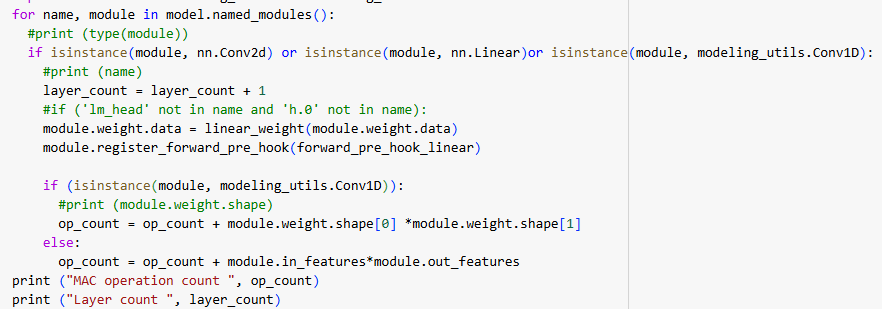 for name, module in model.named_modules():
  #print (type(module))
  if isinstance(module, nn.Conv2d) or isinstance(module, nn.Linear)or isinstance(module, modeling_utils.Conv1D):
    #print (name)
    layer_count = layer_count + 1
    #if ('lm_head' not in name and 'h.0' not in name):
    module.weight.data = linear_weight(module.weight.data)
    module.register_forward_pre_hook(forward_pre_hook_linear)

    if (isinstance(module, modeling_utils.Conv1D)):
      #print (module.weight.shape)
      op_count = op_count + module.weight.shape[0] *module.weight.shape[1]
    else:
      op_count = op_count + module.in_features*module.out_features
print ("MAC operation count ", op_count)
print ("Layer count ", layer_count)